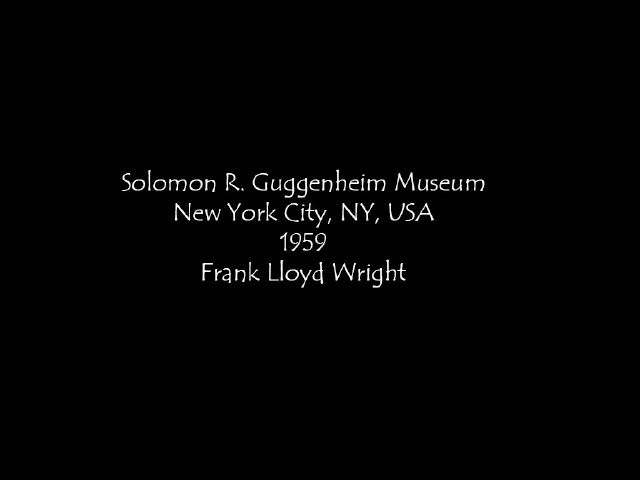 Solomon R. Guggenheim Museum
New York City, NY, USA
1959
Frank Lloyd Wright